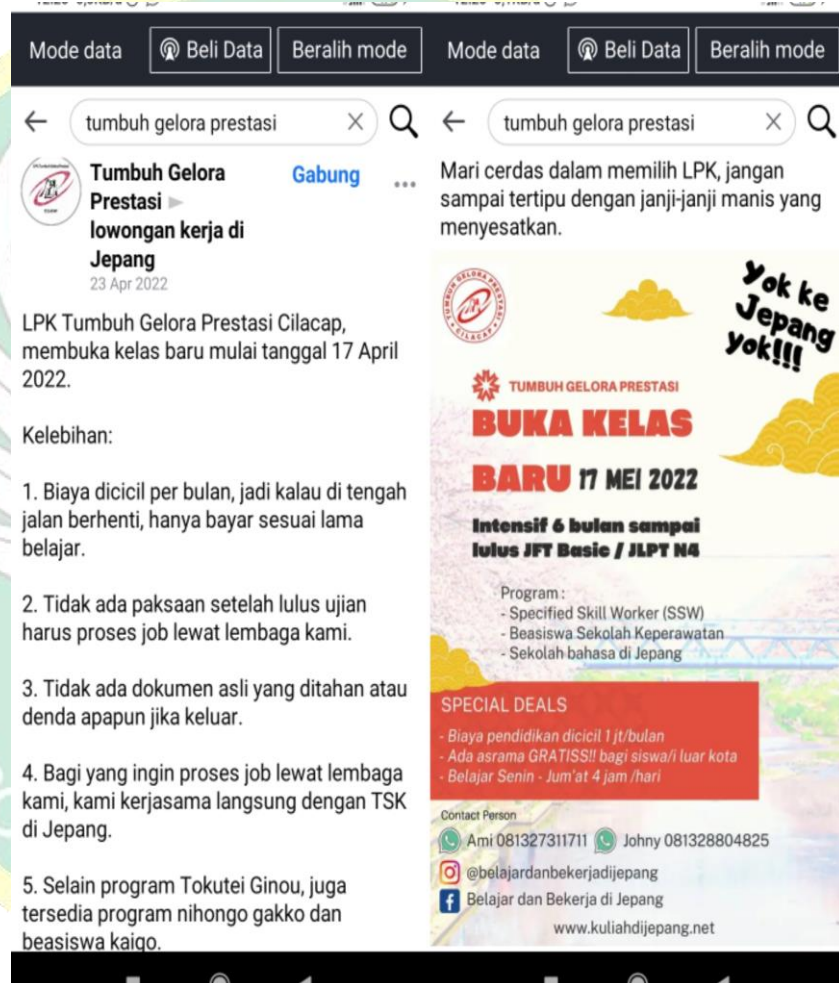 Mode data
Beli Data
Beralih mode
tumbuh gelora prestasi
Tumbuh Gelora
Prestasi
lowongan kerja di
Jepang
Gabung
23 Apr 2022
LPK Tumbuh Gelora Prestasi Cilacap,
membuka kelas baru mulai tanggal 17 April
2022.
Kelebihan:
1. Biaya dicicil per bulan, jadi kalau di tengah
jalan berhenti, hanya bayar sesuai lama
belajar.
2. Tidak ada paksaan setelah lulus ujian
harus proses job lewat lembaga kami.
3. Tidak ada dokumen asli yang ditahan atau
denda apapun jika keluar.
4. Bagi yang ingin proses job lewat lembaga
kami, kami kerjasama langsung dengan TSK
di Jepang.
5. Selain program Tokutei Ginou, juga
tersedia program nihongo gakko dan
beasiswa kaigo.
Mode data
Beli Data
Beralih mode
tumbuh gelora prestasi
Mari cerdas dalam memilih LPK, jangan
sampai tertipu dengan janji-janji manis yang
menyesatkan.
TUMBUH GELORA PRESTASI
CILACAP
Yok ke
Jepang
yok!!!
TUMBUH GELORA PRESTASI
BUKA KELAS
BARU 17 MEI 2022
Intensif 6 bulan sampai
lulus JFT Basic / JLPT N4
Program :
- Specified Skill Worker (SSW)
- Beasiswa Sekolah Keperawatan
- Sekolah bahasa di Jepang
SPECIAL DEALS
- Biaya pendidikan dicicil 1 jt/bulan
- Ada asrama GRATISS!! bagi siswa/i luar kota
- Belajar Senin - Jum'at 4 jam /hari
Contact Person
Ami 081327311711 Johny 081328804825
@belajardanbekerjadijepang
Belajar dan Bekerja di Jepang
www.kuliahdijepang.net